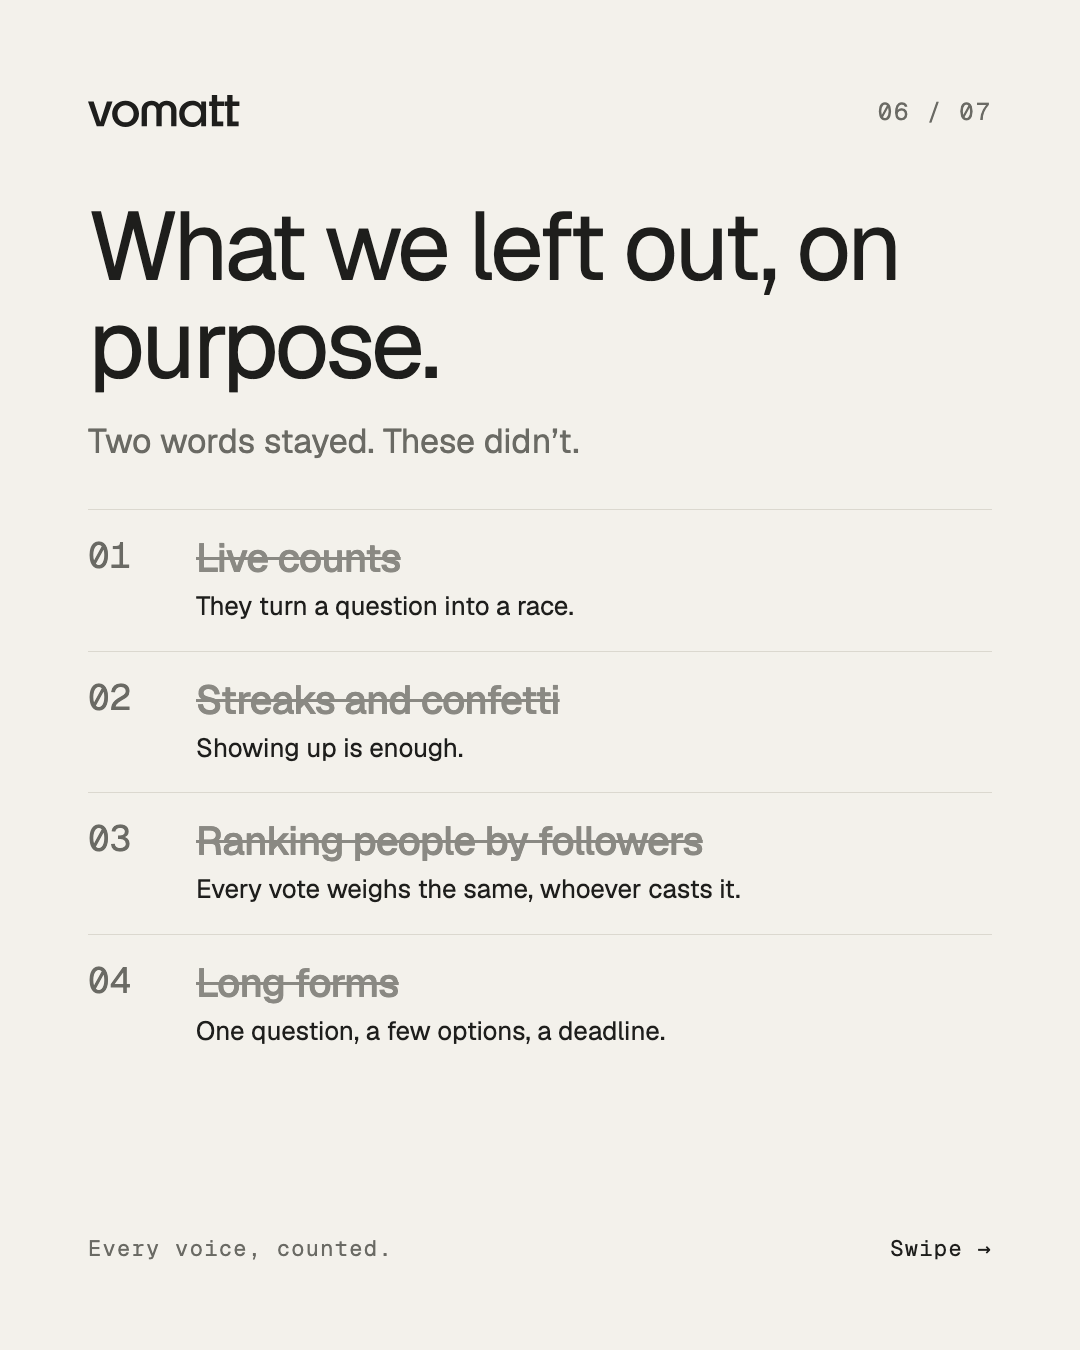 vomatt
06 / 07
What we left out, on
purpose.
Two words stayed. These didn’t.
01
Live counts
They turn a question into a race.
02
Streaks and confetti
Showing up is enough.
03
Ranking people by followers
Every vote weighs the same, whoever casts it.
04
Long forms
One question, a few options, a deadline.
Every voice, counted.
Swipe →